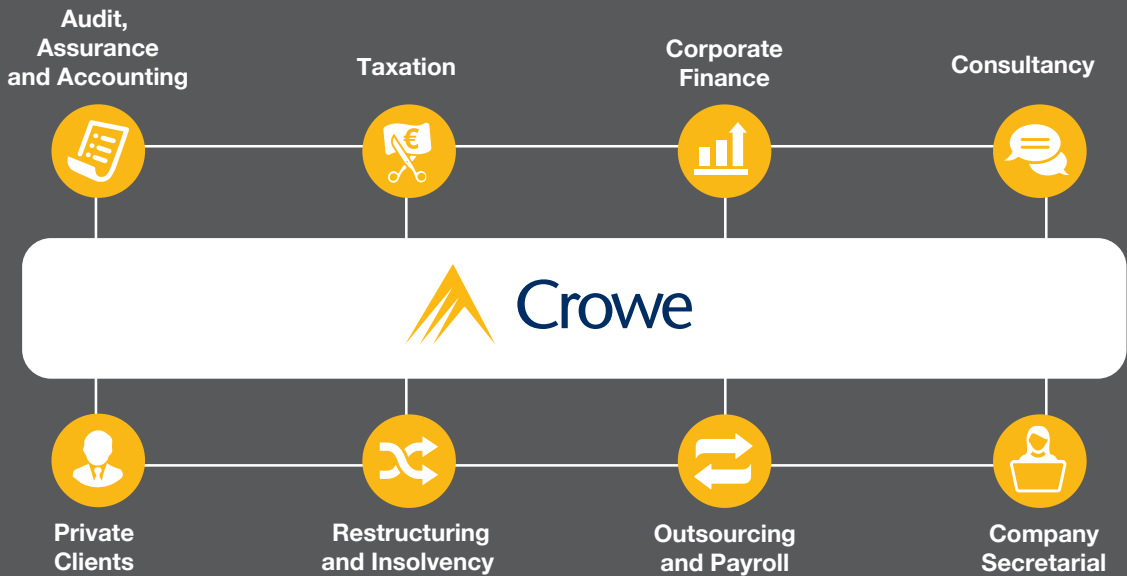 Audit,
Assurance
and Accounting
Taxation
Corporate
Finance
Consultancy
€
Crowe
Private
Clients
Restructuring
and Insolvency
Outsourcing
and Payroll
Company
Secretarial